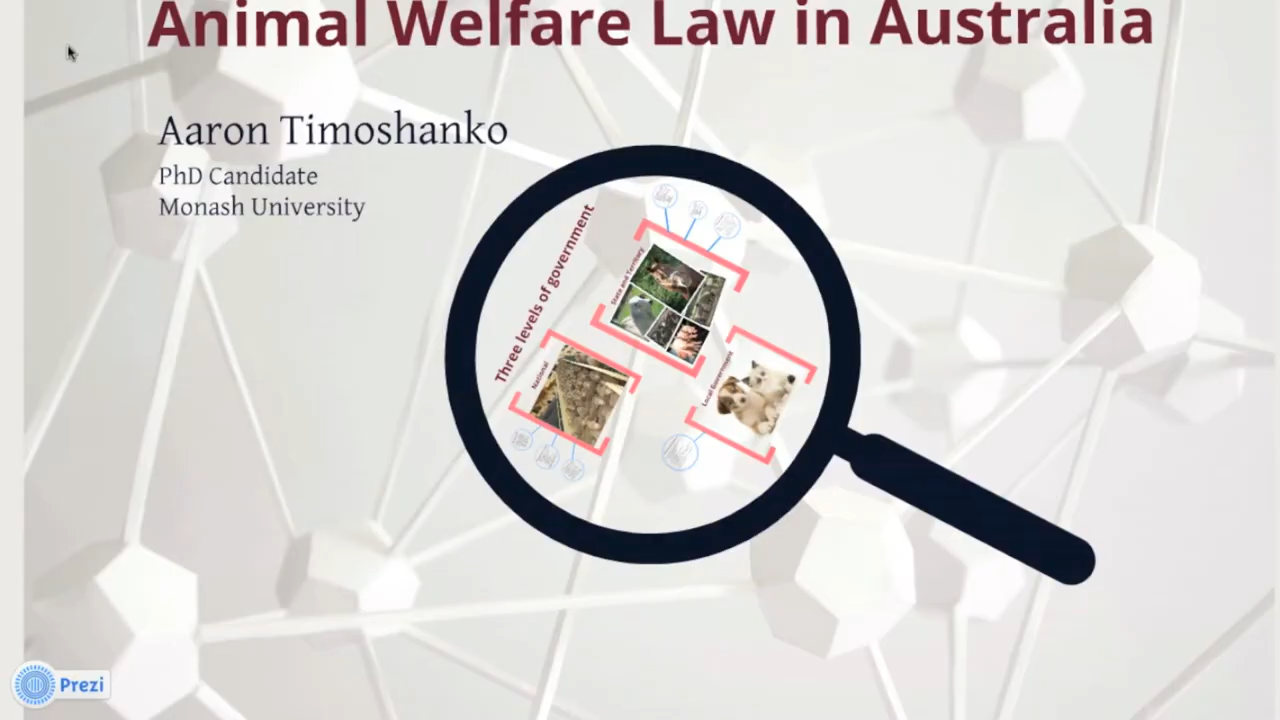 Animal Welfare Law in Australia
Aaron Timoshanko
PhD Candidate
Monash University
Three levels of government
State and Territory
National
Local Government
Prezi